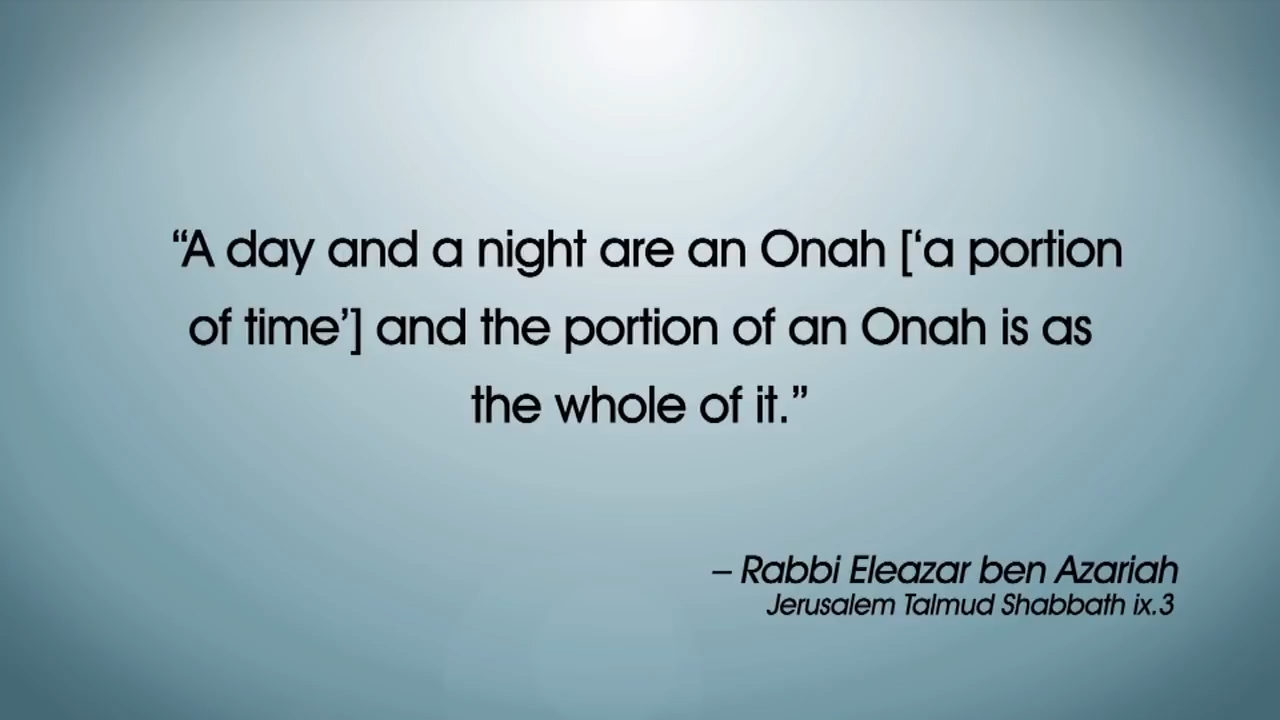 “A day and a night are an Onah [‘a portion
of time’] and the portion of an Onah is as
the whole of it.”
– Rabbi Eleazar ben Azariah
Jerusalem Talmud Shabbath ix.3